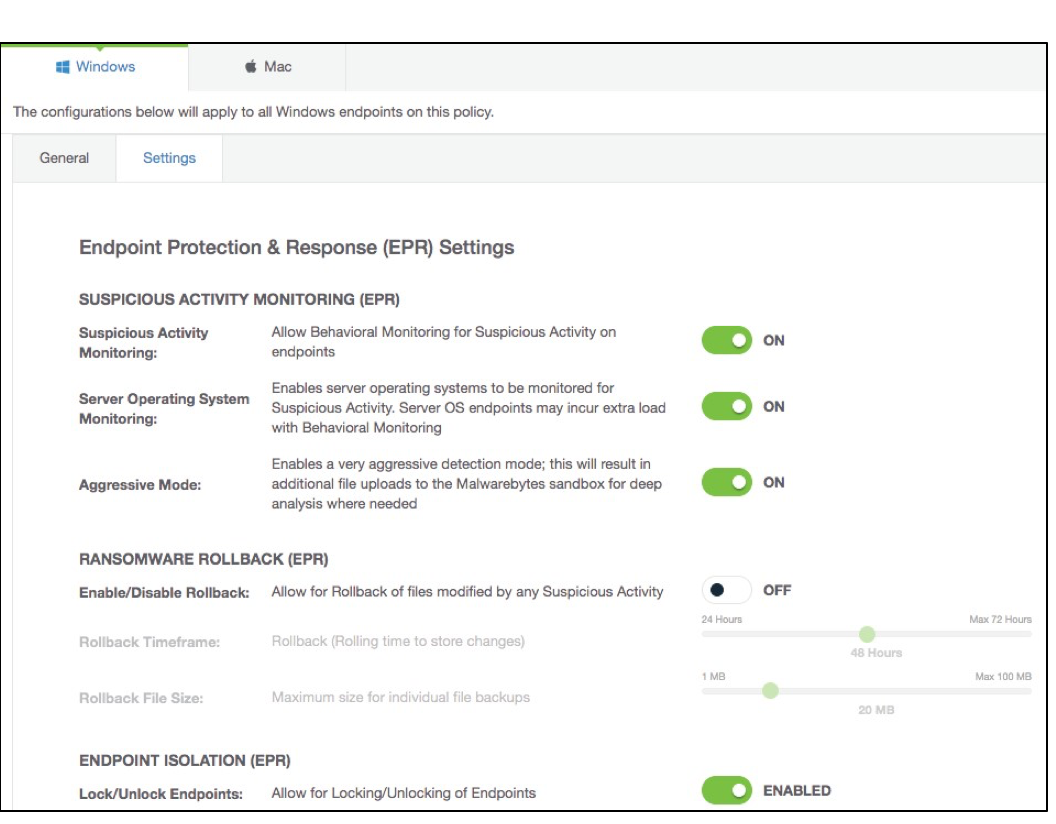 Windows
Mac
The configurations below will apply to all Windows endpoints on this policy.
General
Settings
Endpoint Protection & Response (EPR) Settings
SUSPICIOUS ACTIVITY MONITORING (EPR)
Suspicious Activity
Monitoring:
Allow Behavioral Monitoring for Suspicious Activity on
endpoints
ON
Server Operating System
Monitoring:
Enables server operating systems to be monitored for
Suspicious Activity. Server OS endpoints may incur extra load
with Behavioral Monitoring
ON
Aggressive Mode:
Enables a very aggressive detection mode; this will result in
additional file uploads to the Malwarebytes sandbox for deep
analysis where needed
ON
RANSOMWARE ROLLBACK (EPR)
Enable/Disable Rollback:
Allow for Rollback of files modified by any Suspicious Activity
OFF
Rollback Timeframe:
Rollback (Rolling time to store changes)
24 Hours
Max 72 Hours
48 Hours
Rollback File Size:
Maximum size for individual file backups
1 MB
Max 100 MB
20 MB
ENDPOINT ISOLATION (EPR)
Lock/Unlock Endpoints:
Allow for Locking/Unlocking of Endpoints
ENABLED